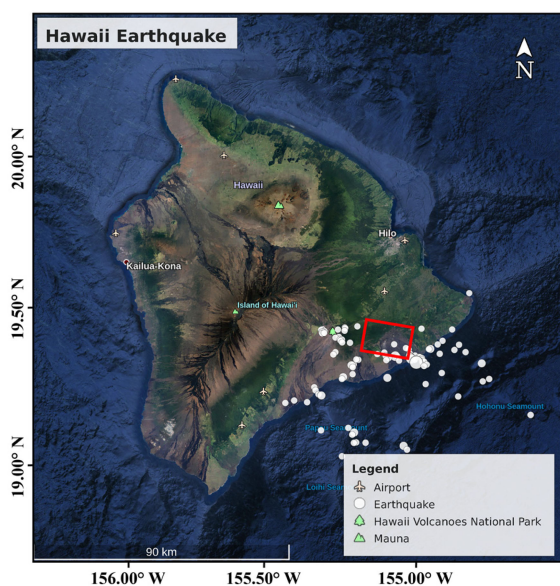 Hawaii Earthquake
N
20.00° N
Hawaii
Hilo
Kailua-Kona
19.50° N
Island of Hawai'i
Hohonu Seamount
19.00° N
Legend
Airport
Earthquake
Hawaii Volcanoes National Park
Mauna
90 km
156.00° W
155.50° W
155.00° W